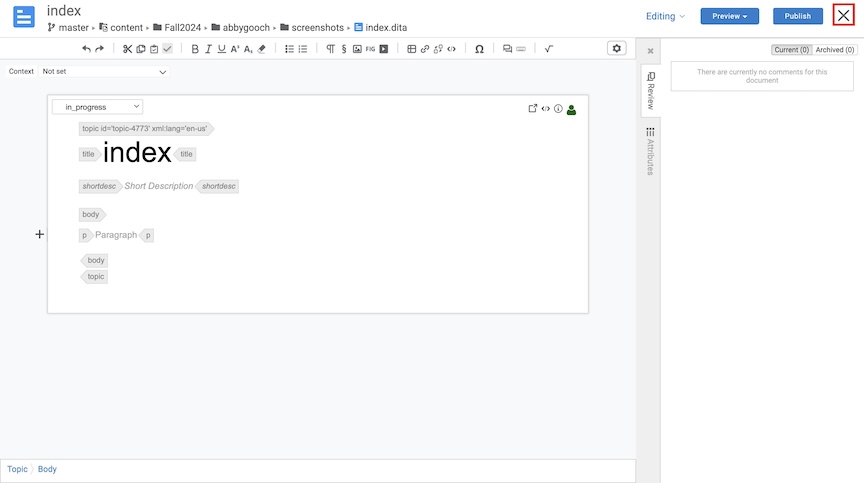 index
master ▸ content ▸ Fall2024 ▸ abbygooch ▸ screenshots ▸ index.dita
Editing
Preview
Publish
FIG
Context Not set
in_progress
topic id='topic-4773' xml:lang='en-us'
title index title
shortdesc Short Description shortdesc
body
p Paragraph p
body
topic
Topic Body
Review
Attributes
Current (0) Archived (0)
There are currently no comments for this
document